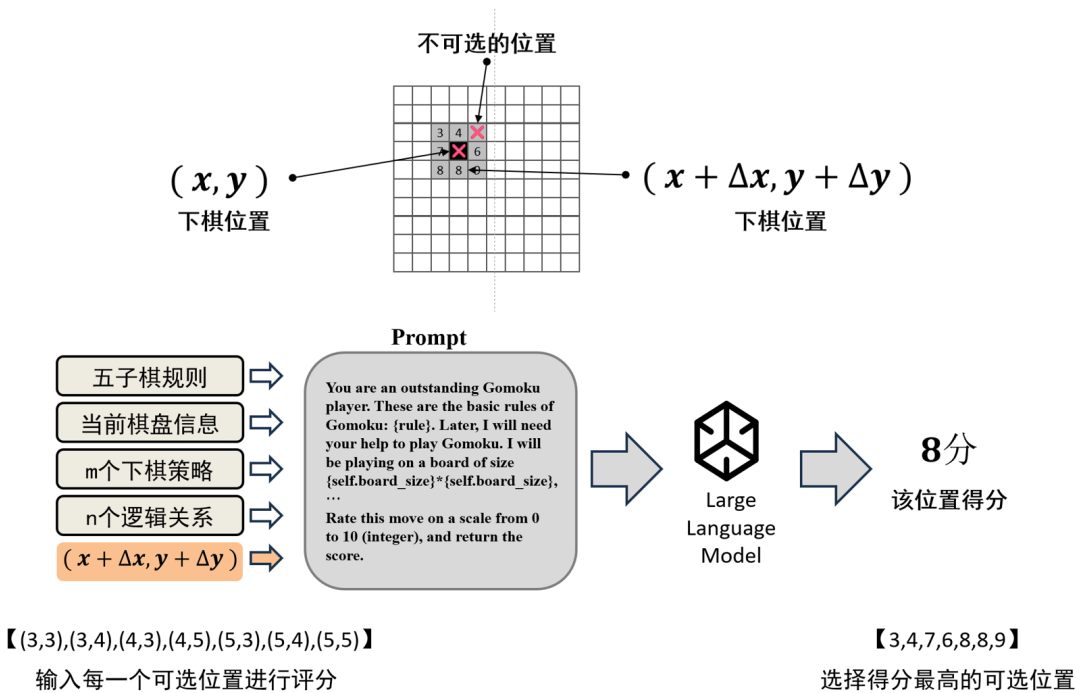 不可选的位置
3 4
7 6
8 8 9
(x, y)
下棋位置
(x + Δx, y + Δy)
下棋位置
Prompt
五子棋规则
当前棋盘信息
m个下棋策略
n个逻辑关系
(x + Δx, y + Δy)
You are an outstanding Gomoku
player. These are the basic rules of
Gomoku: {rule}. Later, I will need
your help to play Gomoku. I will
be playing on a board of size
{self.board_size}*{self.board_size},
…
Rate this move on a scale from 0
to 10 (integer), and return the
score.
Large
Language
Model
8分
该位置得分
【(3,3),(3,4),(4,3),(4,5),(5,3),(5,4),(5,5)】
输入每一个可选位置进行评分
【3,4,7,6,8,8,9】
选择得分最高的可选位置